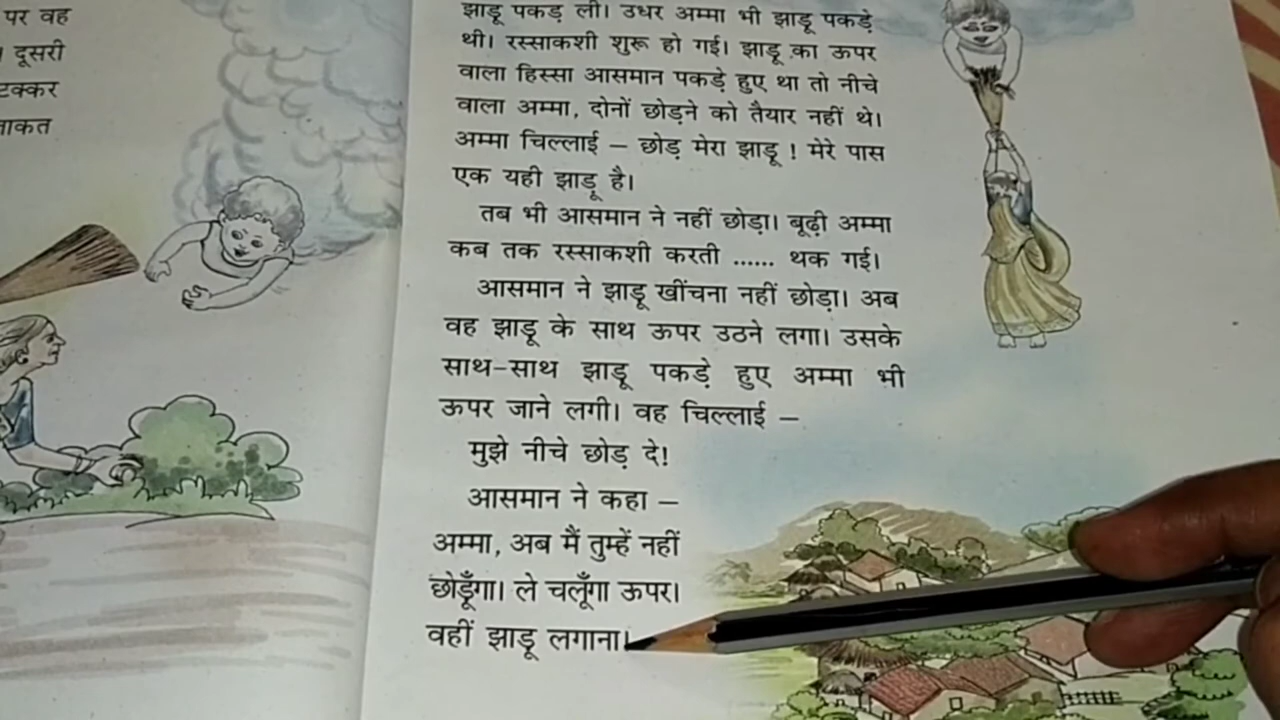 पर वह
दूसरी
टक्कर
ताकत
झाड़ू पकड़ ली। उधर अम्मा भी झाड़ू पकड़े
थी। रस्साकशी शुरू हो गई। झाड़ू का ऊपर
वाला हिस्सा आसमान पकड़े हुए था तो नीचे
वाला अम्मा, दोनों छोड़ने को तैयार नहीं थे।
अम्मा चिल्लाई – छोड़ मेरा झाड़ू ! मेरे पास
एक यही झाड़ू है।
तब भी आसमान ने नहीं छोड़ा। बूढ़ी अम्मा
कब तक रस्साकशी करती ...... थक गई।
आसमान ने झाड़ू खींचना नहीं छोड़ा। अब
वह झाड़ू के साथ ऊपर उठने लगा। उसके
साथ-साथ झाड़ू पकड़े हुए अम्मा भी
ऊपर जाने लगी। वह चिल्लाई –
मुझे नीचे छोड़ दे!
आसमान ने कहा –
अम्मा, अब मैं तुम्हें नहीं
छोड़ूँगा। ले चलूँगा ऊपर।
वहीं झाड़ू लगाना।